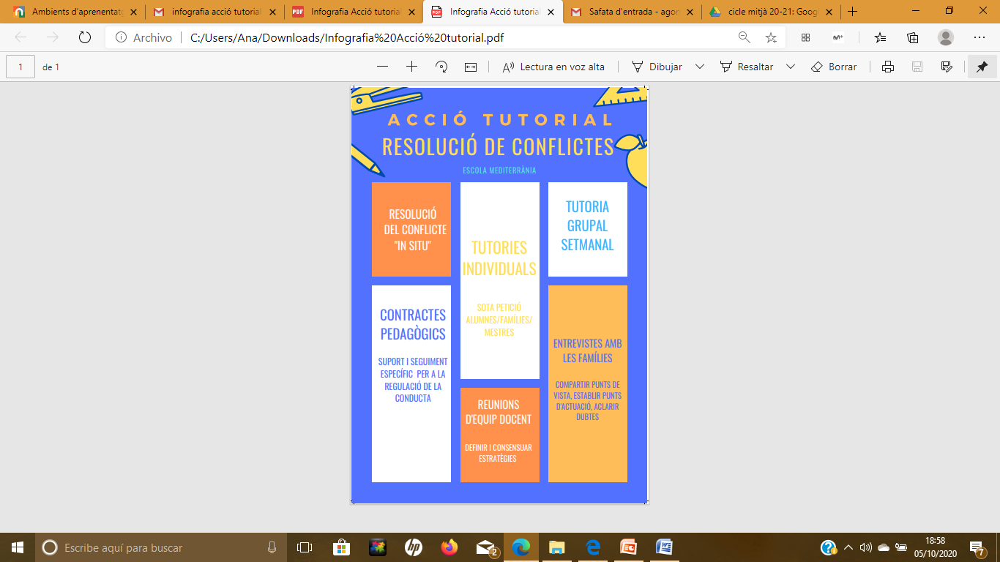 Ambients d'aprenentatg
infografia acció tutorial
Infografia Acció tutorial
Infografia Acció tutorial
Safata d'entrada - agon
cicle mitjà 20-21: Goog
Archivo
C:/Users/Ana/Downloads/Infografia%20Acció%20tutorial.pdf
1
de 1
Lectura en voz alta
Dibujar
Resaltar
Borrar
ACCIÓ TUTORIAL
RESOLUCIÓ DE CONFLICTES
ESCOLA MEDITERRÀNIA
RESOLUCIÓ
DEL CONFLICTE
"IN SITU"
TUTORIES
INDIVIDUALS
SOTA PETICIÓ
ALUMNES/FAMÍLIES/
MESTRES
TUTORIA
GRUPAL
SETMANAL
CONTRACTES
PEDAGÒGICS
SUPORT I SEGUIMENT
ESPECÍFIC PER A LA
REGULACIÓ DE LA
CONDUCTA
REUNIONS
D'EQUIP DOCENT
DEFINIR I CONSENSUAR
ESTRATÈGIES
ENTREVISTES AMB
LES FAMÍLIES
COMPARTIR PUNTS DE
VISTA, ESTABLIR PUNTS
D'ACTUACIÓ, ACLARIR
DUBTES
Escribe aquí para buscar
2
18:58
05/10/2020
7